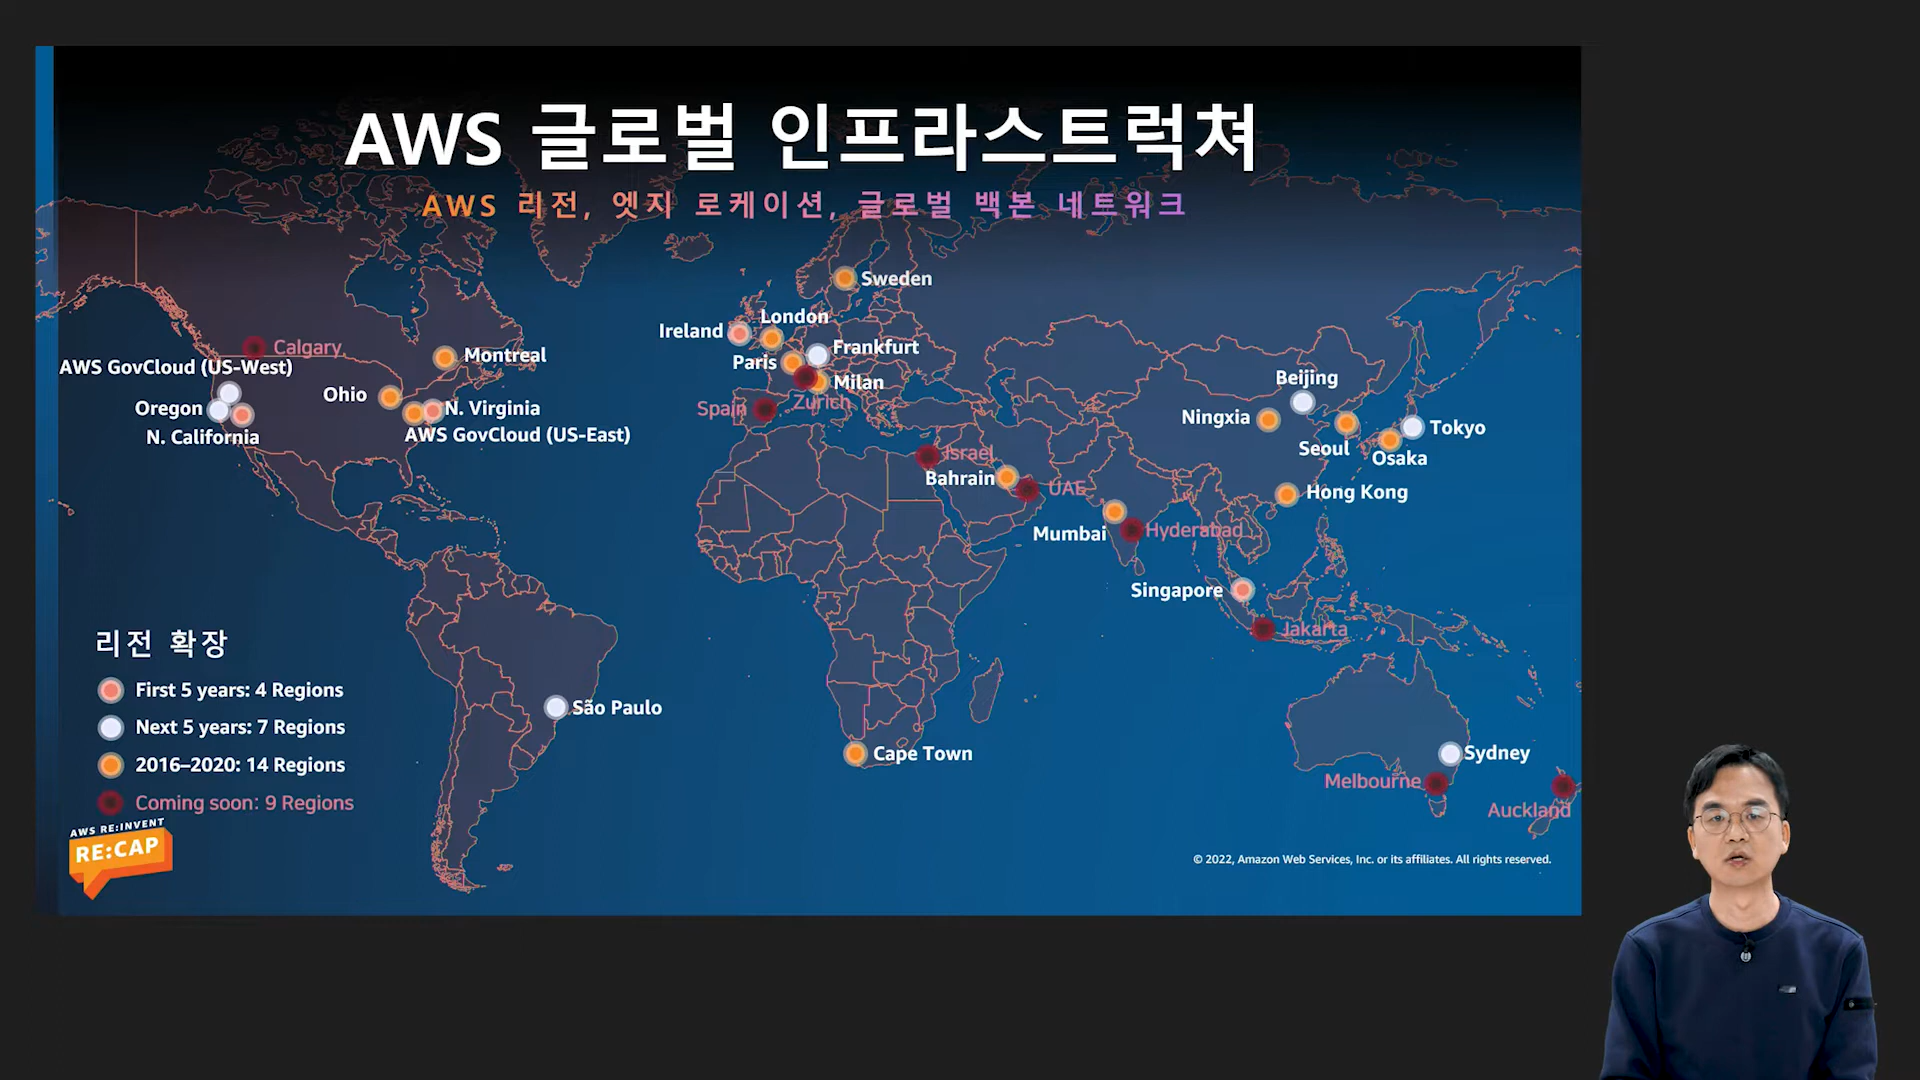 AWS 글로벌 인프라스트럭쳐
AWS 리전, 엣지 로케이션, 글로벌 백본 네트워크
Sweden
London
Ireland
Frankfurt
Paris
Milan
Zurich
Spain
Calgary
AWS GovCloud (US-West)
Montreal
Ohio
Oregon
N. Virginia
N. California
AWS GovCloud (US-East)
Beijing
Ningxia
Tokyo
Seoul
Osaka
Israel
Bahrain
UAE
Hong Kong
Mumbai
Hyderabad
Singapore
Jakarta
São Paulo
Cape Town
Sydney
Melbourne
Auckland
리전 확장
First 5 years: 4 Regions
Next 5 years: 7 Regions
2016–2020: 14 Regions
Coming soon: 9 Regions
AWS RE:INVENT
RE:CAP
© 2022, Amazon Web Services, Inc. or its affiliates. All rights reserved.